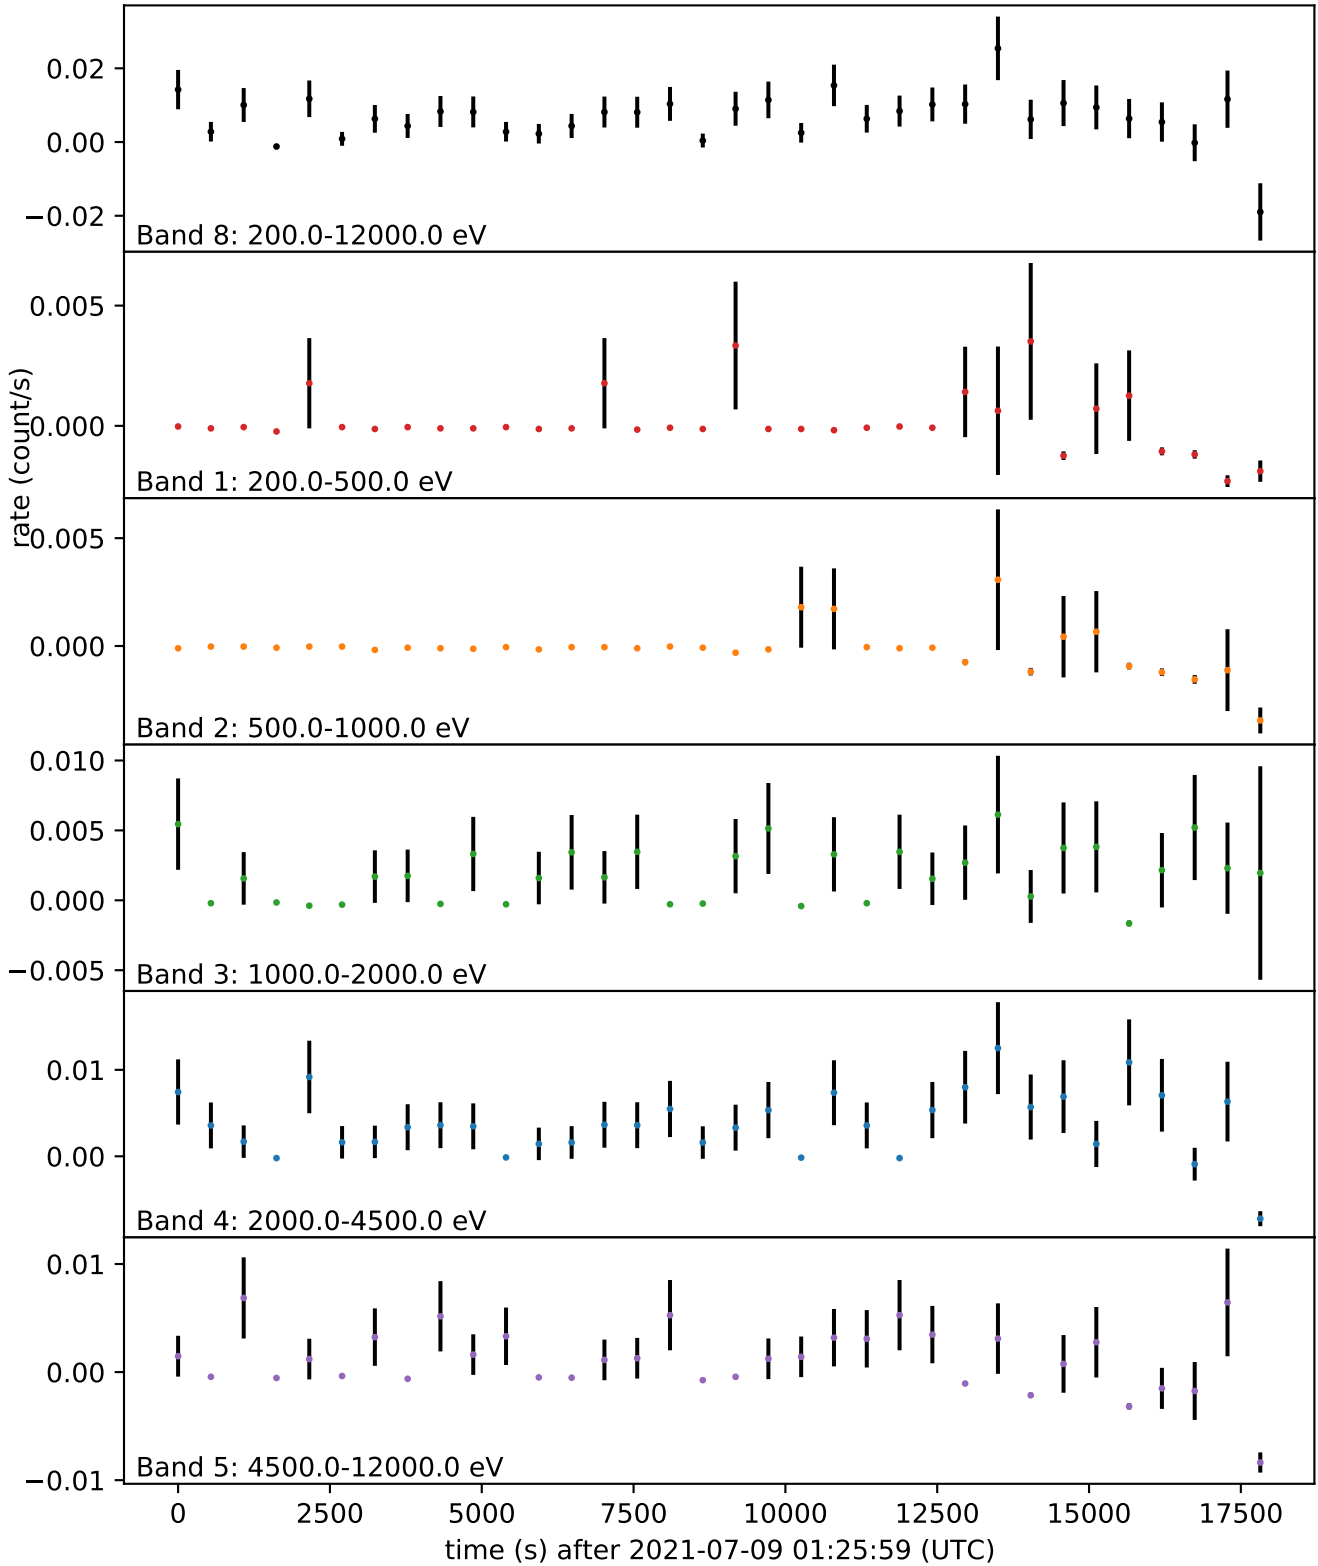 0.02
0.00
−0.02
Band 8: 200.0-12000.0 eV
0.005
0.000
Band 1: 200.0-500.0 eV
rate (count/s)
0.005
0.000
Band 2: 500.0-1000.0 eV
0.010
0.005
0.000
−0.005
Band 3: 1000.0-2000.0 eV
0.01
0.00
Band 4: 2000.0-4500.0 eV
0.01
0.00
−0.01
Band 5: 4500.0-12000.0 eV
0 2500 5000 7500 10000 12500 15000 17500
time (s) after 2021-07-09 01:25:59 (UTC)